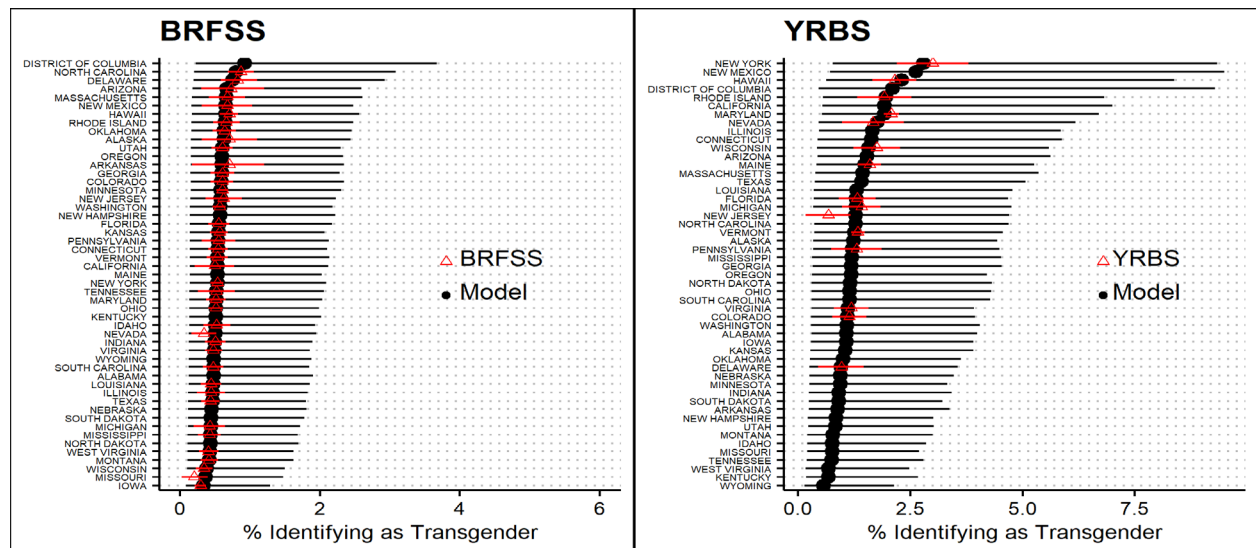 BRFSS
DISTRICT OF COLUMBIA
NORTH CAROLINA
DELAWARE
ARIZONA
MASSACHUSETTS
NEW MEXICO
HAWAII
RHODE ISLAND
OKLAHOMA
ALASKA
UTAH
OREGON
ARKANSAS
GEORGIA
COLORADO
MINNESOTA
NEW JERSEY
WASHINGTON
NEW HAMPSHIRE
FLORIDA
KANSAS
PENNSYLVANIA
CONNECTICUT
VERMONT
CALIFORNIA
MAINE
NEW YORK
TENNESSEE
MARYLAND
OHIO
KENTUCKY
IDAHO
NEVADA
INDIANA
VIRGINIA
WYOMING
SOUTH CAROLINA
ALABAMA
LOUISIANA
ILLINOIS
TEXAS
NEBRASKA
SOUTH DAKOTA
MICHIGAN
MISSISSIPPI
NORTH DAKOTA
WEST VIRGINIA
MONTANA
WISCONSIN
MISSOURI
IOWA
BRFSS
Model
0 2 4 6
% Identifying as Transgender
YRBS
NEW YORK
NEW MEXICO
HAWAII
DISTRICT OF COLUMBIA
RHODE ISLAND
CALIFORNIA
MARYLAND
NEVADA
ILLINOIS
CONNECTICUT
WISCONSIN
ARIZONA
MAINE
MASSACHUSETTS
TEXAS
LOUISIANA
FLORIDA
MICHIGAN
NEW JERSEY
NORTH CAROLINA
VERMONT
ALASKA
PENNSYLVANIA
MISSISSIPPI
GEORGIA
OREGON
NORTH DAKOTA
OHIO
SOUTH CAROLINA
VIRGINIA
COLORADO
WASHINGTON
ALABAMA
IOWA
KANSAS
OKLAHOMA
DELAWARE
NEBRASKA
MINNESOTA
INDIANA
SOUTH DAKOTA
ARKANSAS
NEW HAMPSHIRE
UTAH
MONTANA
IDAHO
MISSOURI
TENNESSEE
WEST VIRGINIA
KENTUCKY
WYOMING
YRBS
Model
0.0 2.5 5.0 7.5
% Identifying as Transgender